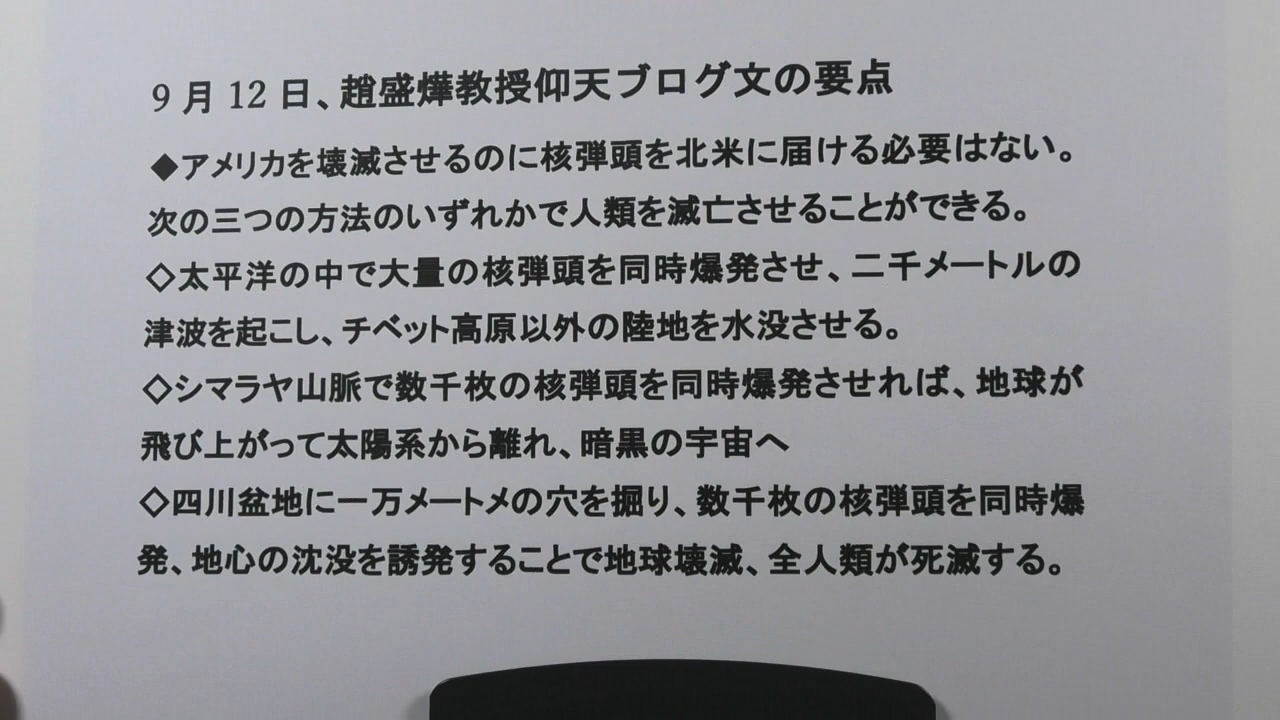 9月12日、趙盛燁教授仰天ブログ文の要点
◆アメリカを壊滅させるのに核弾頭を北米に届ける必要はない。
次の三つの方法のいずれかで人類を滅亡させることができる。
◇太平洋の中で大量の核弾頭を同時爆発させ、二千メートルの
津波を起こし、チベット高原以外の陸地を水没させる。
◇シマラヤ山脈で数千枚の核弾頭を同時爆発させれば、地球が
飛び上がって太陽系から離れ、暗黒の宇宙へ
◇四川盆地に一万メートメの穴を掘り、数千枚の核弾頭を同時爆
発、地心の沈没を誘発することで地球壊滅、全人類が死滅する。